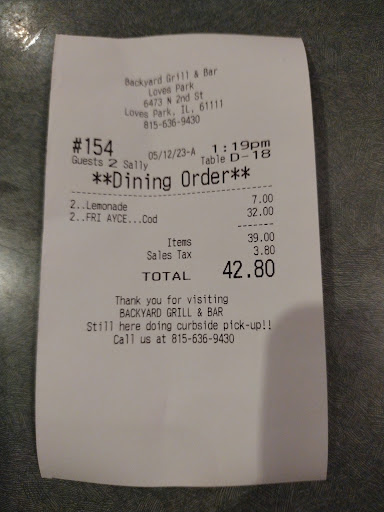 Backyard Grill & Bar
Loves Park
6473 N 2nd St
Loves Park, IL, 61111
815-636-9430
#154 05/12/23-A 1:19pm
Guests 2 Sally Table D-18
**Dining Order**
2..Lemonade 7.00
2..FRI AYCE...Cod 32.00
-------
Items 39.00
Sales Tax 3.80
TOTAL 42.80
Thank you for visiting
BACKYARD GRILL & BAR
Still here doing curbside pick-up!!
Call us at 815-636-9430